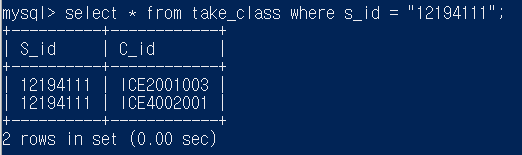 mysql> select * from take_class where s_id = "12194111";
+----------+------------+
| S_id     | C_id       |
+----------+------------+
| 12194111 | ICE2001003 |
| 12194111 | ICE4002001 |
+----------+------------+
2 rows in set (0.00 sec)